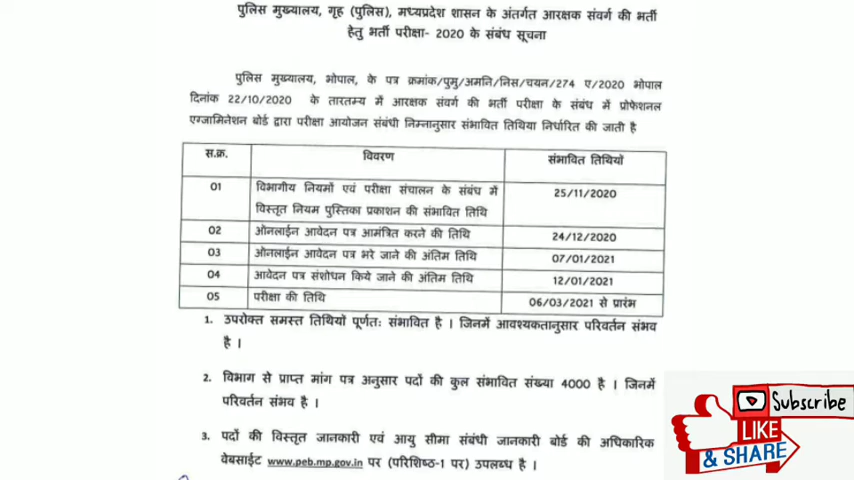 पुलिस मुख्यालय, गृह (पुलिस), मध्यप्रदेश शासन के अंतर्गत आरक्षक संवर्ग की भर्ती
हेतु भर्ती परीक्षा- 2020 के संबंध सूचना
पुलिस मुख्यालय, भोपाल, के पत्र क्रमांक/पुमु/अमनि/निस/चयन/274 ए/2020 भोपाल
दिनांक 22/10/2020 के तारतम्य में आरक्षक संवर्ग की भर्ती परीक्षा के संबंध में प्रोफेशनल
एग्जामिनेशन बोर्ड द्वारा परीक्षा आयोजन संबंधी निम्नानुसार संभावित तिथिया निर्धारित की जाती है
स.क्र. विवरण संभावित तिथियों
01 विभागीय नियमों एवं परीक्षा संचालन के संबंध में 25/11/2020
विस्तृत नियम पुस्तिका प्रकाशन की संभावित तिथि
02 ओनलाईन आवेदन पत्र आमंत्रित करने की तिथि 24/12/2020
03 ओनलाईन आवेदन पत्र भरे जाने की अंतिम तिथि 07/01/2021
04 आवेदन पत्र संशोधन किये जाने की अंतिम तिथि 12/01/2021
05 परीक्षा की तिथि 06/03/2021 से प्रारंभ
1. उपरोक्त समस्त तिथियों पूर्णतः संभावित है । जिनमें आवश्यकतानुसार परिवर्तन संभव
है ।
2. विभाग से प्राप्त मांग पत्र अनुसार पदों की कुल संभावित संख्या 4000 है । जिनमें
परिवर्तन संभव है ।
3. पदों की विस्तृत जानकारी एवं आयु सीमा संबंधी जानकारी बोर्ड की अधिकारिक
वेबसाईट www.peb.mp.gov.in पर (परिशिष्ठ-1 पर) उपलब्ध है ।
Subscribe
LIKE
& SHARE